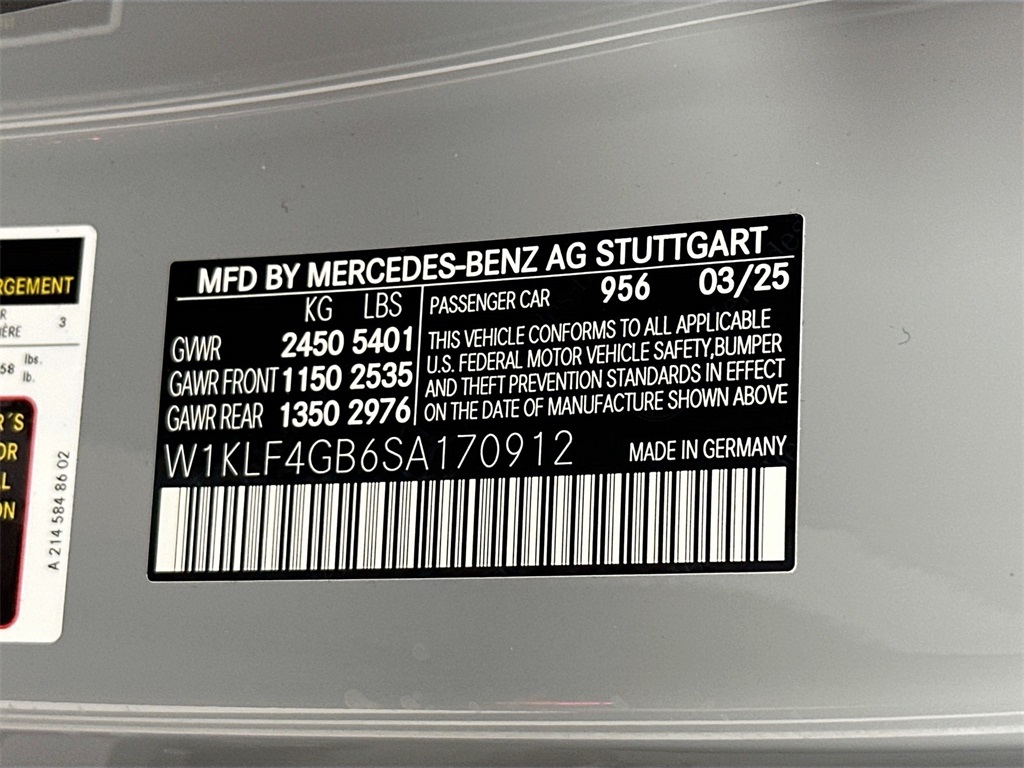 MFD BY MERCEDES-BENZ AG STUTTGART
KG LBS
GVWR 2450 5401
GAWR FRONT 1150 2535
GAWR REAR 1350 2976
PASSENGER CAR 956 03/25
THIS VEHICLE CONFORMS TO ALL APPLICABLE
U.S. FEDERAL MOTOR VEHICLE SAFETY,BUMPER
AND THEFT PREVENTION STANDARDS IN EFFECT
ON THE DATE OF MANUFACTURE SHOWN ABOVE
W1KLF4GB6SA170912
MADE IN GERMANY
RGEMENT
R
IÈRE 3
58 lbs.
lb.
R´S
OR
L
ON
A 214 584 86 02